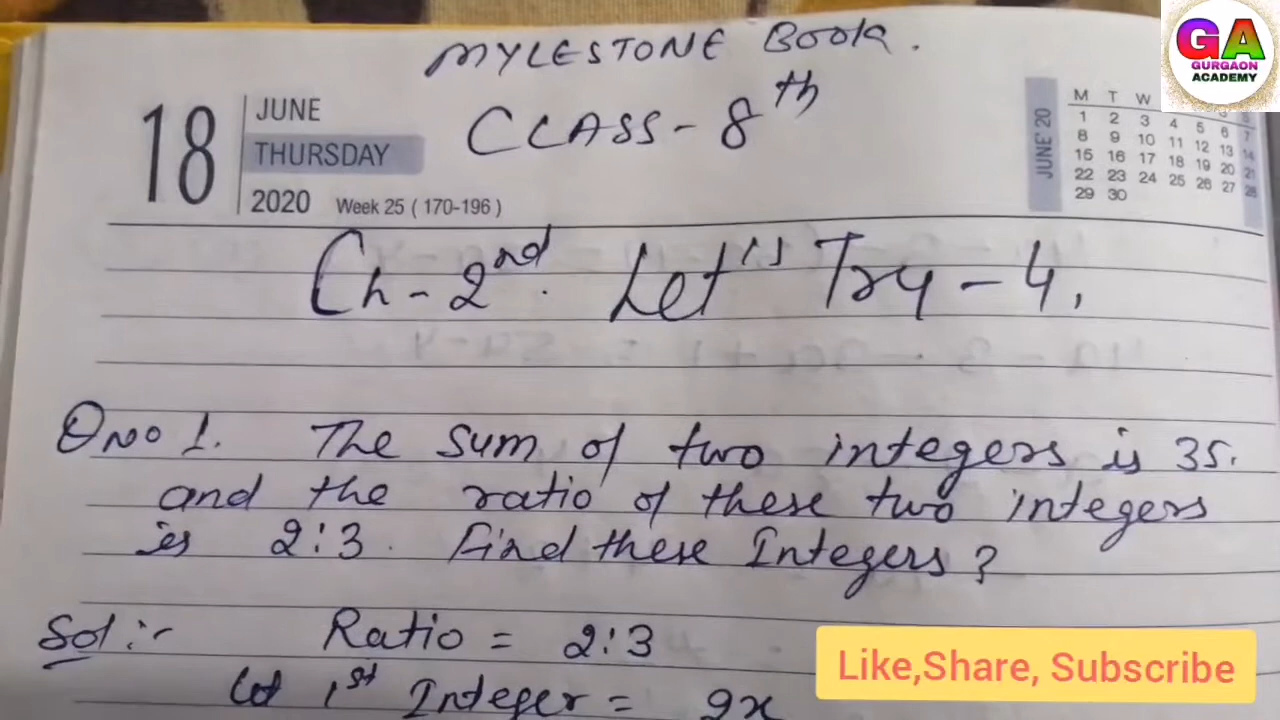 MYLESTONE Book.
GA
GURGAON
ACADEMY
18
JUNE
THURSDAY
2020 Week 25 ( 170-196 )
CLASS - 8th
JUNE' 20
M T W
1 2 3 4 5 6 7
8 9 10 11 12 13 14
15 16 17 18 19 20 21
22 23 24 25 26 27 28
29 30
Ch - 2nd. Let's Try - 4.
QNo 1. The sum of two integers is 35.
and the ratio of these two integers
is 2:3. Find these Integers?
Sol :- Ratio = 2:3
Let 1st Integer = 2x
Like,Share, Subscribe